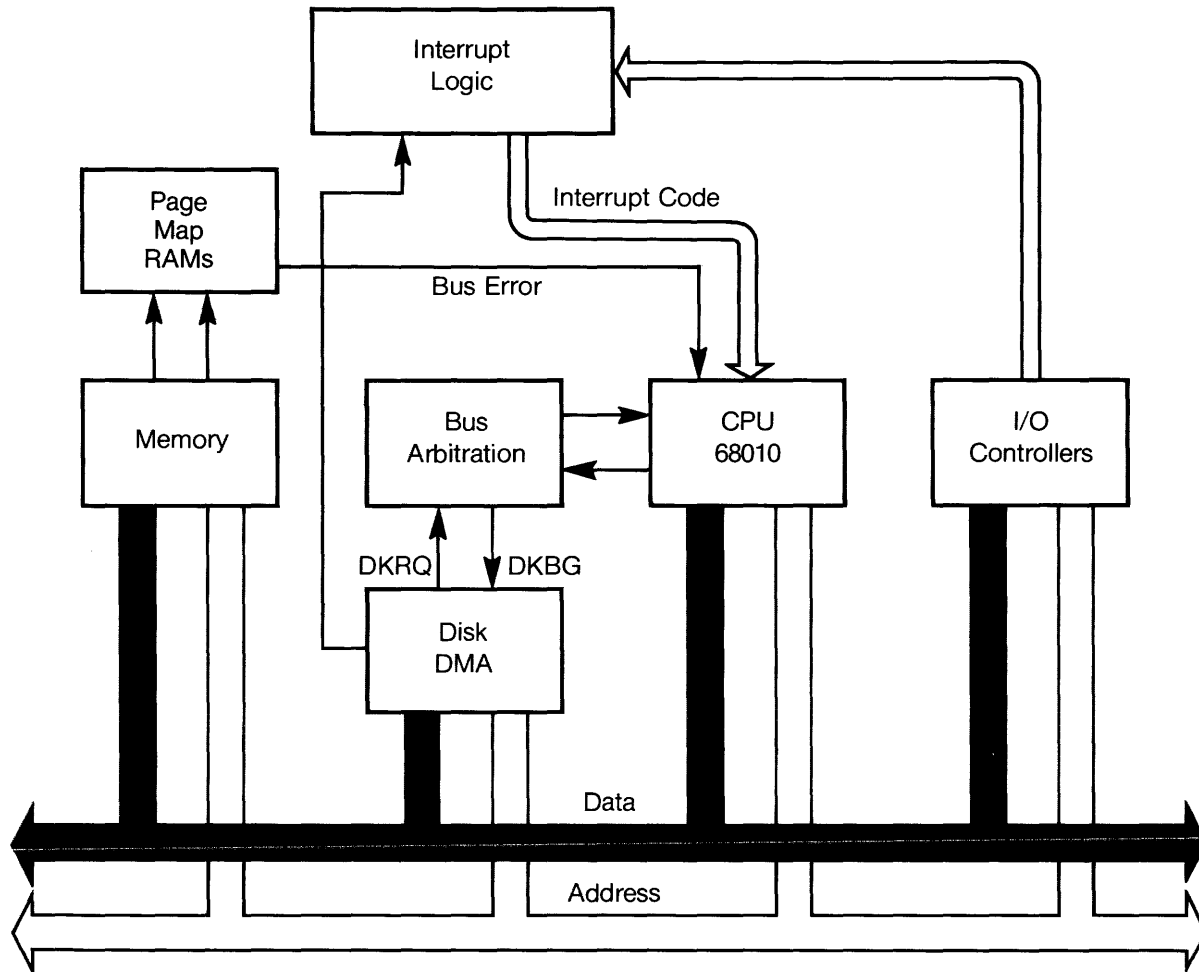 Interrupt
Logic
Interrupt Code
Page
Map
RAMs
Bus Error
Memory
Bus
Arbitration
CPU
68010
I/O
Controllers
DKRQ
DKBG
Disk
DMA
Data
Address